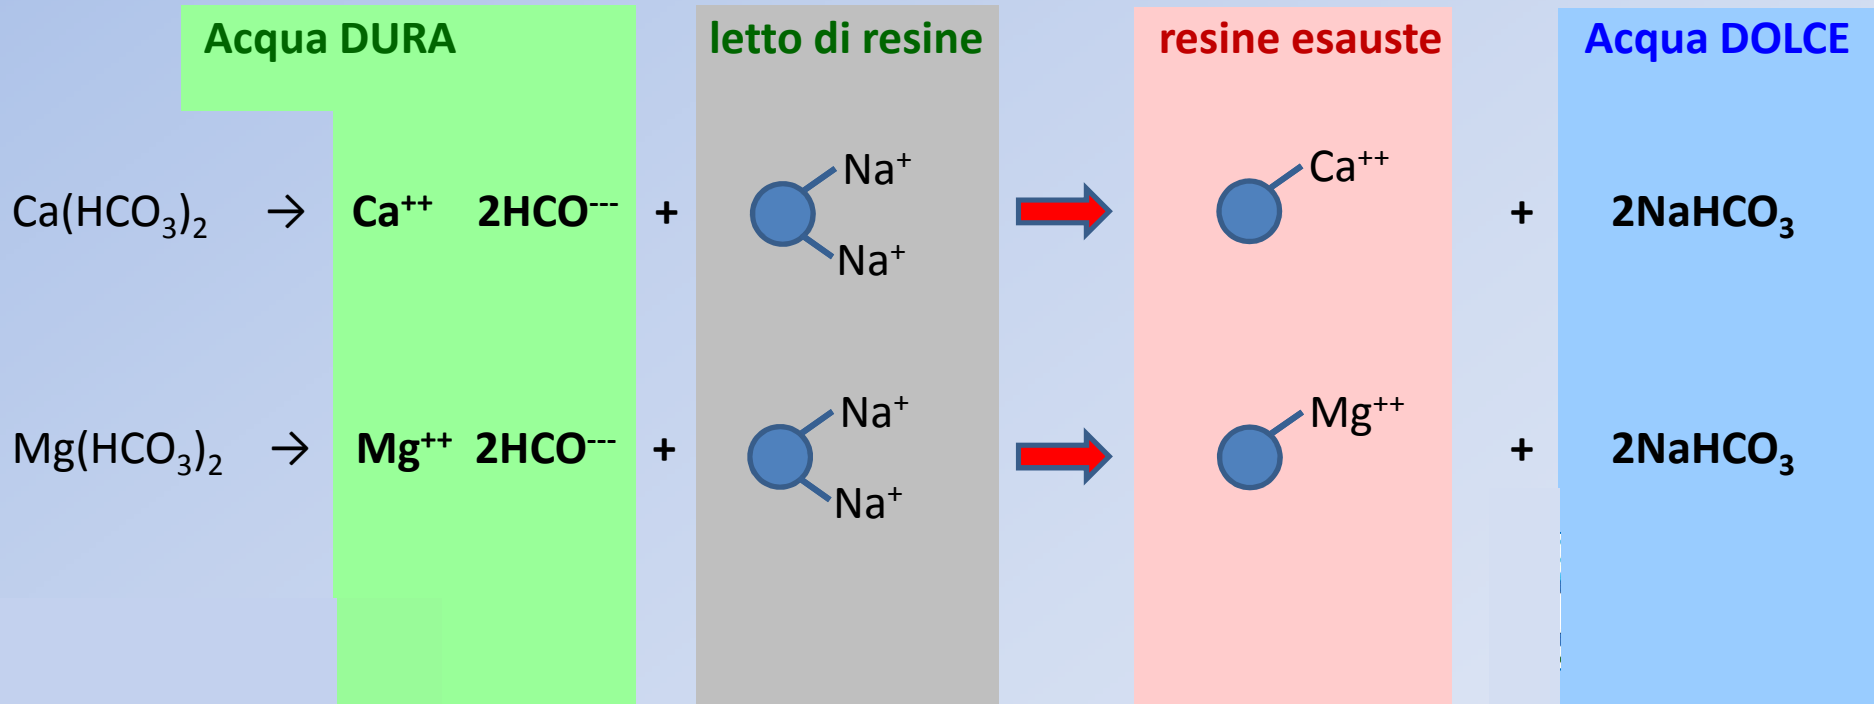 Acqua DURA letto di resine resine esauste Acqua DOLCE
Ca(HCO₃)₂ → Ca⁺⁺ 2HCO⁻⁻⁻ + Na⁺ Na⁺ Ca⁺⁺ + 2NaHCO₃
Mg(HCO₃)₂ → Mg⁺⁺ 2HCO⁻⁻⁻ + Na⁺ Na⁺ Mg⁺⁺ + 2NaHCO₃